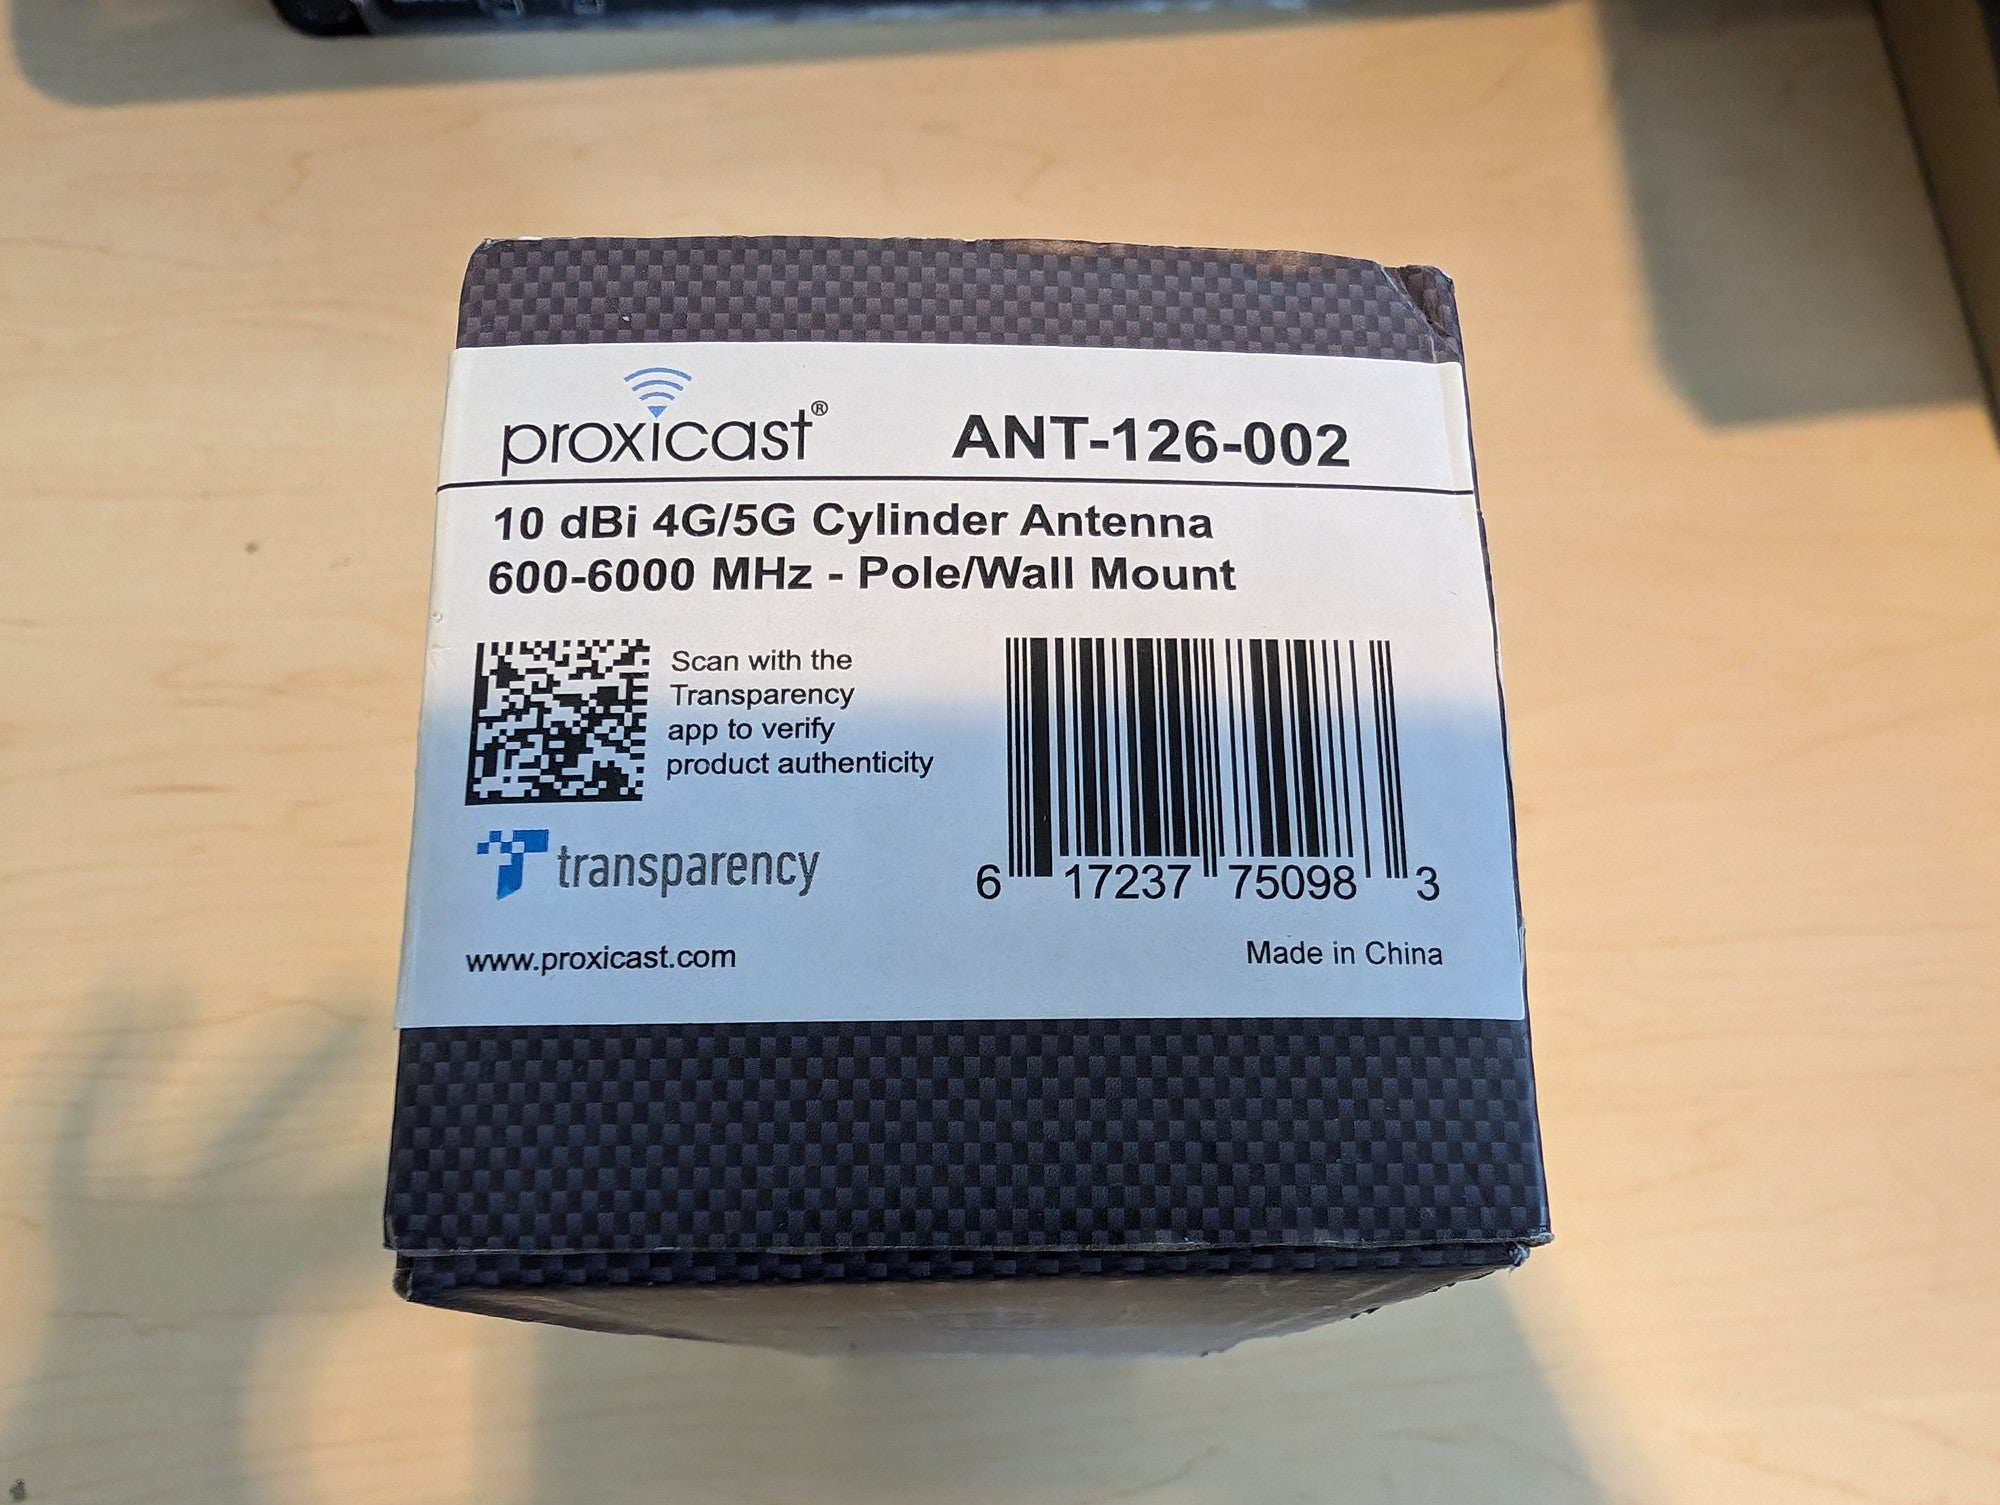 proxicast®
ANT-126-002
10 dBi 4G/5G Cylinder Antenna
600-6000 MHz - Pole/Wall Mount
Scan with the
Transparency
app to verify
product authenticity
transparency
6 17237 75098 3
www.proxicast.com
Made in China